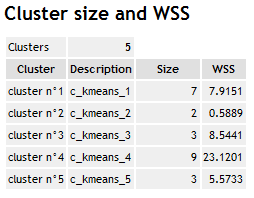 Cluster size and WSS
Clusters 5
Cluster Description Size WSS
cluster n°1 c_kmeans_1 7 7.9151
cluster n°2 c_kmeans_2 2 0.5889
cluster n°3 c_kmeans_3 3 8.5441
cluster n°4 c_kmeans_4 9 23.1201
cluster n°5 c_kmeans_5 3 5.5733